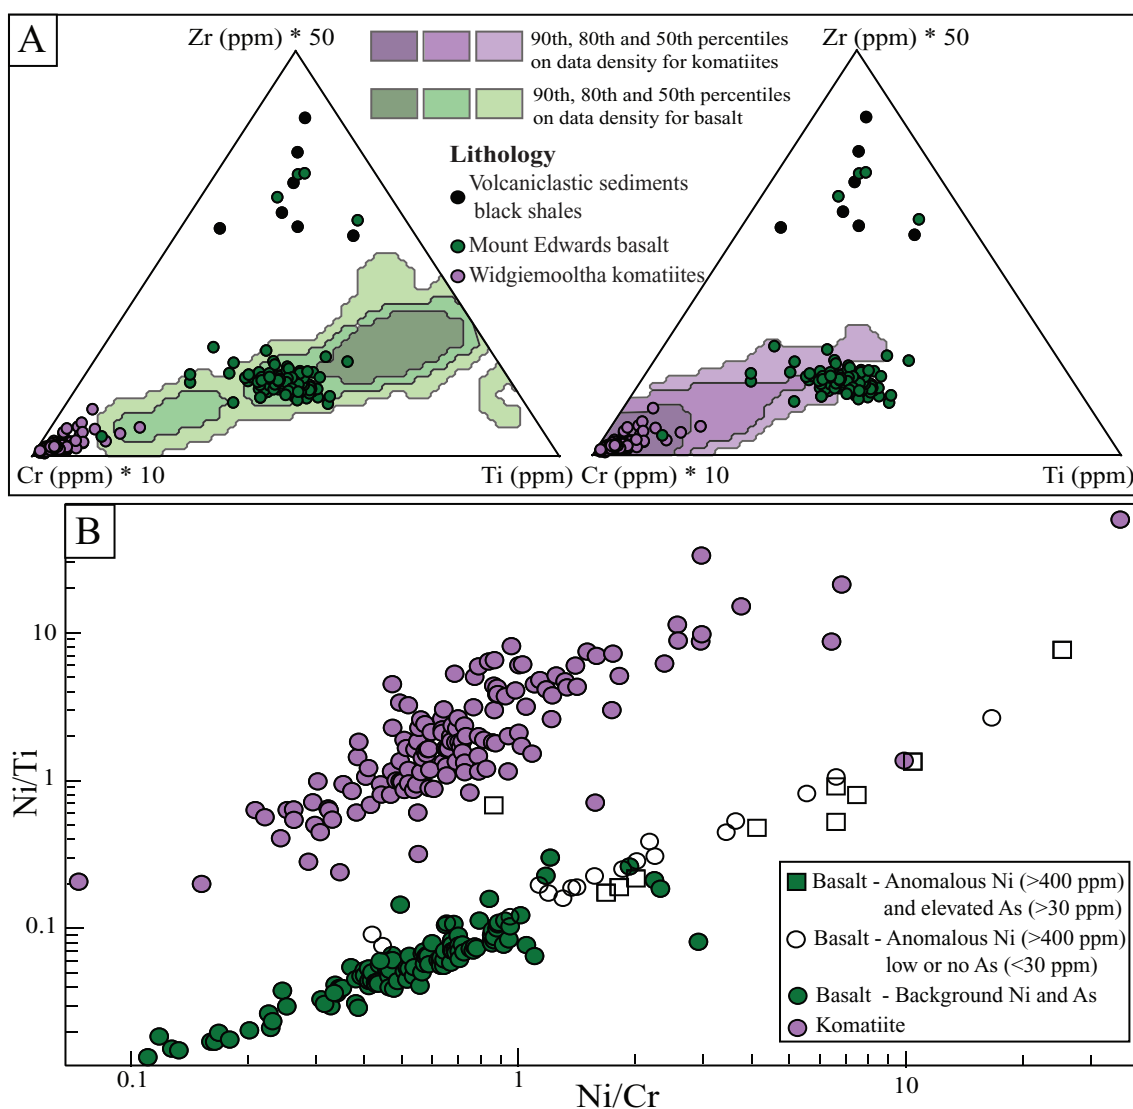 A
Zr (ppm) * 50
90th, 80th and 50th percentiles
on data density for komatiites
90th, 80th and 50th percentiles
on data density for basalt
Zr (ppm) * 50
Lithology
Volcaniclastic sediments
black shales
Mount Edwards basalt
Widgiemooltha komatiites
Cr (ppm) * 10
Ti (ppm)
Cr (ppm) * 10
Ti (ppm)
B
10
1
0.1
Ni/Ti
Basalt - Anomalous Ni (>400 ppm)
and elevated As (>30 ppm)
Basalt - Anomalous Ni (>400 ppm)
low or no As (<30 ppm)
Basalt - Background Ni and As
Komatiite
0.1
1
10
Ni/Cr